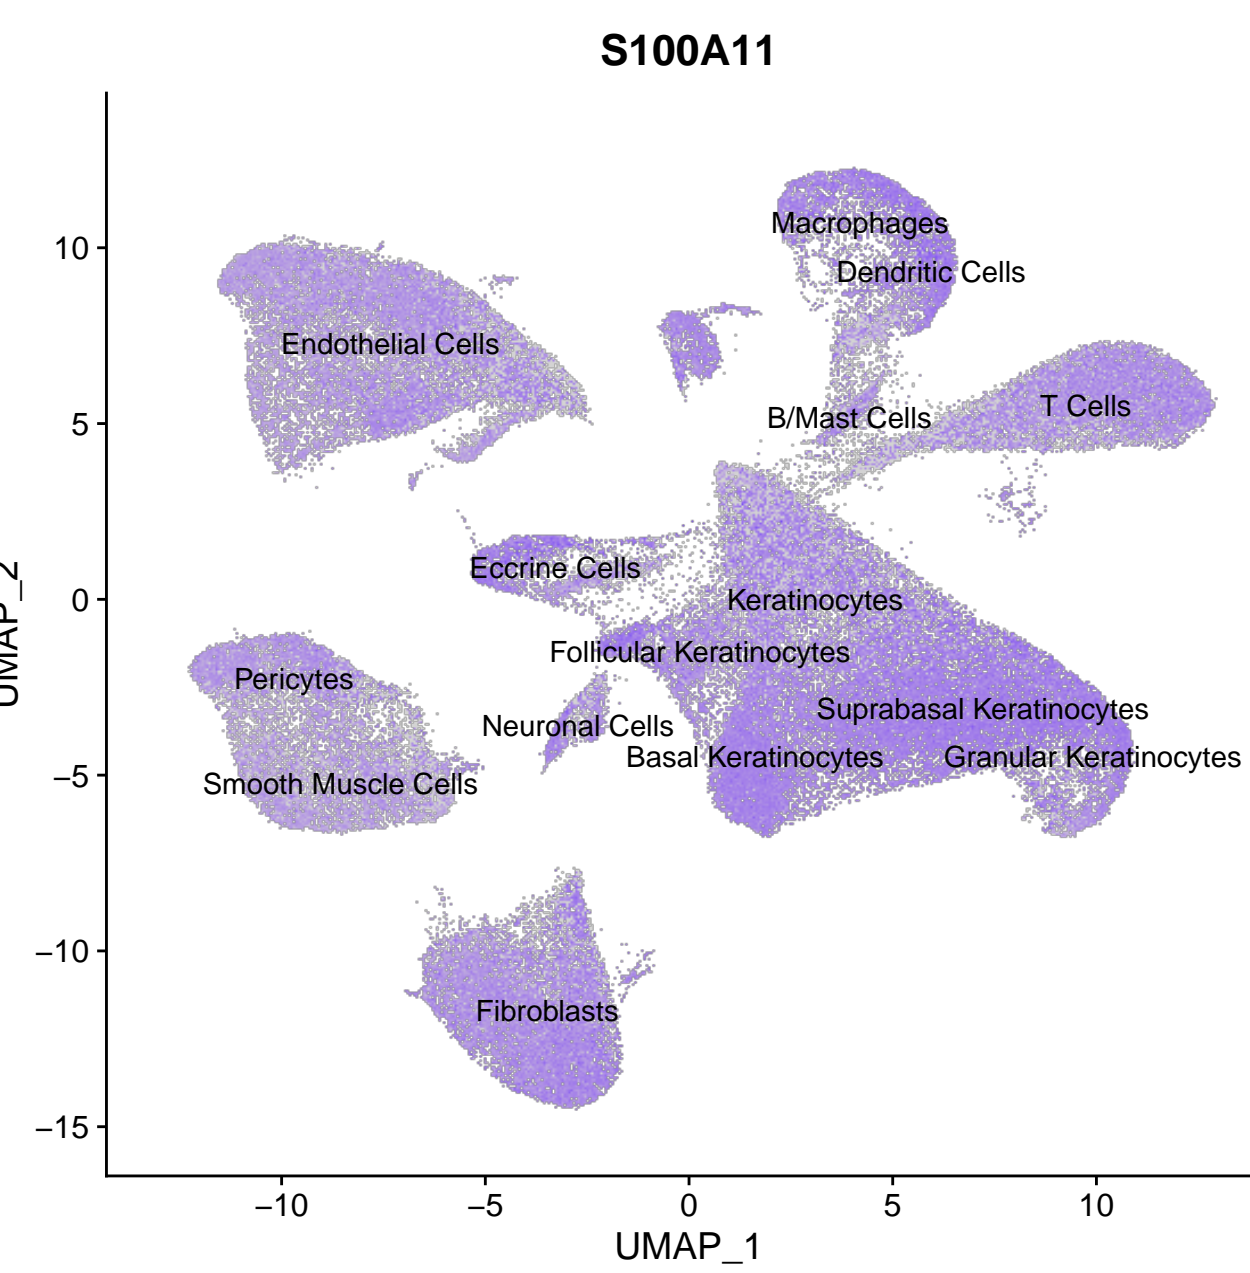 S100A11
UMAP_2
10
5
0
−5
−10
−15
Macrophages
Dendritic Cells
Endothelial Cells
T Cells
B/Mast Cells
Eccrine Cells
Keratinocytes
Follicular Keratinocytes
Pericytes
Suprabasal Keratinocytes
Neuronal Cells
Basal Keratinocytes
Granular Keratinocytes
Smooth Muscle Cells
Fibroblasts
−10
−5
0
5
10
UMAP_1